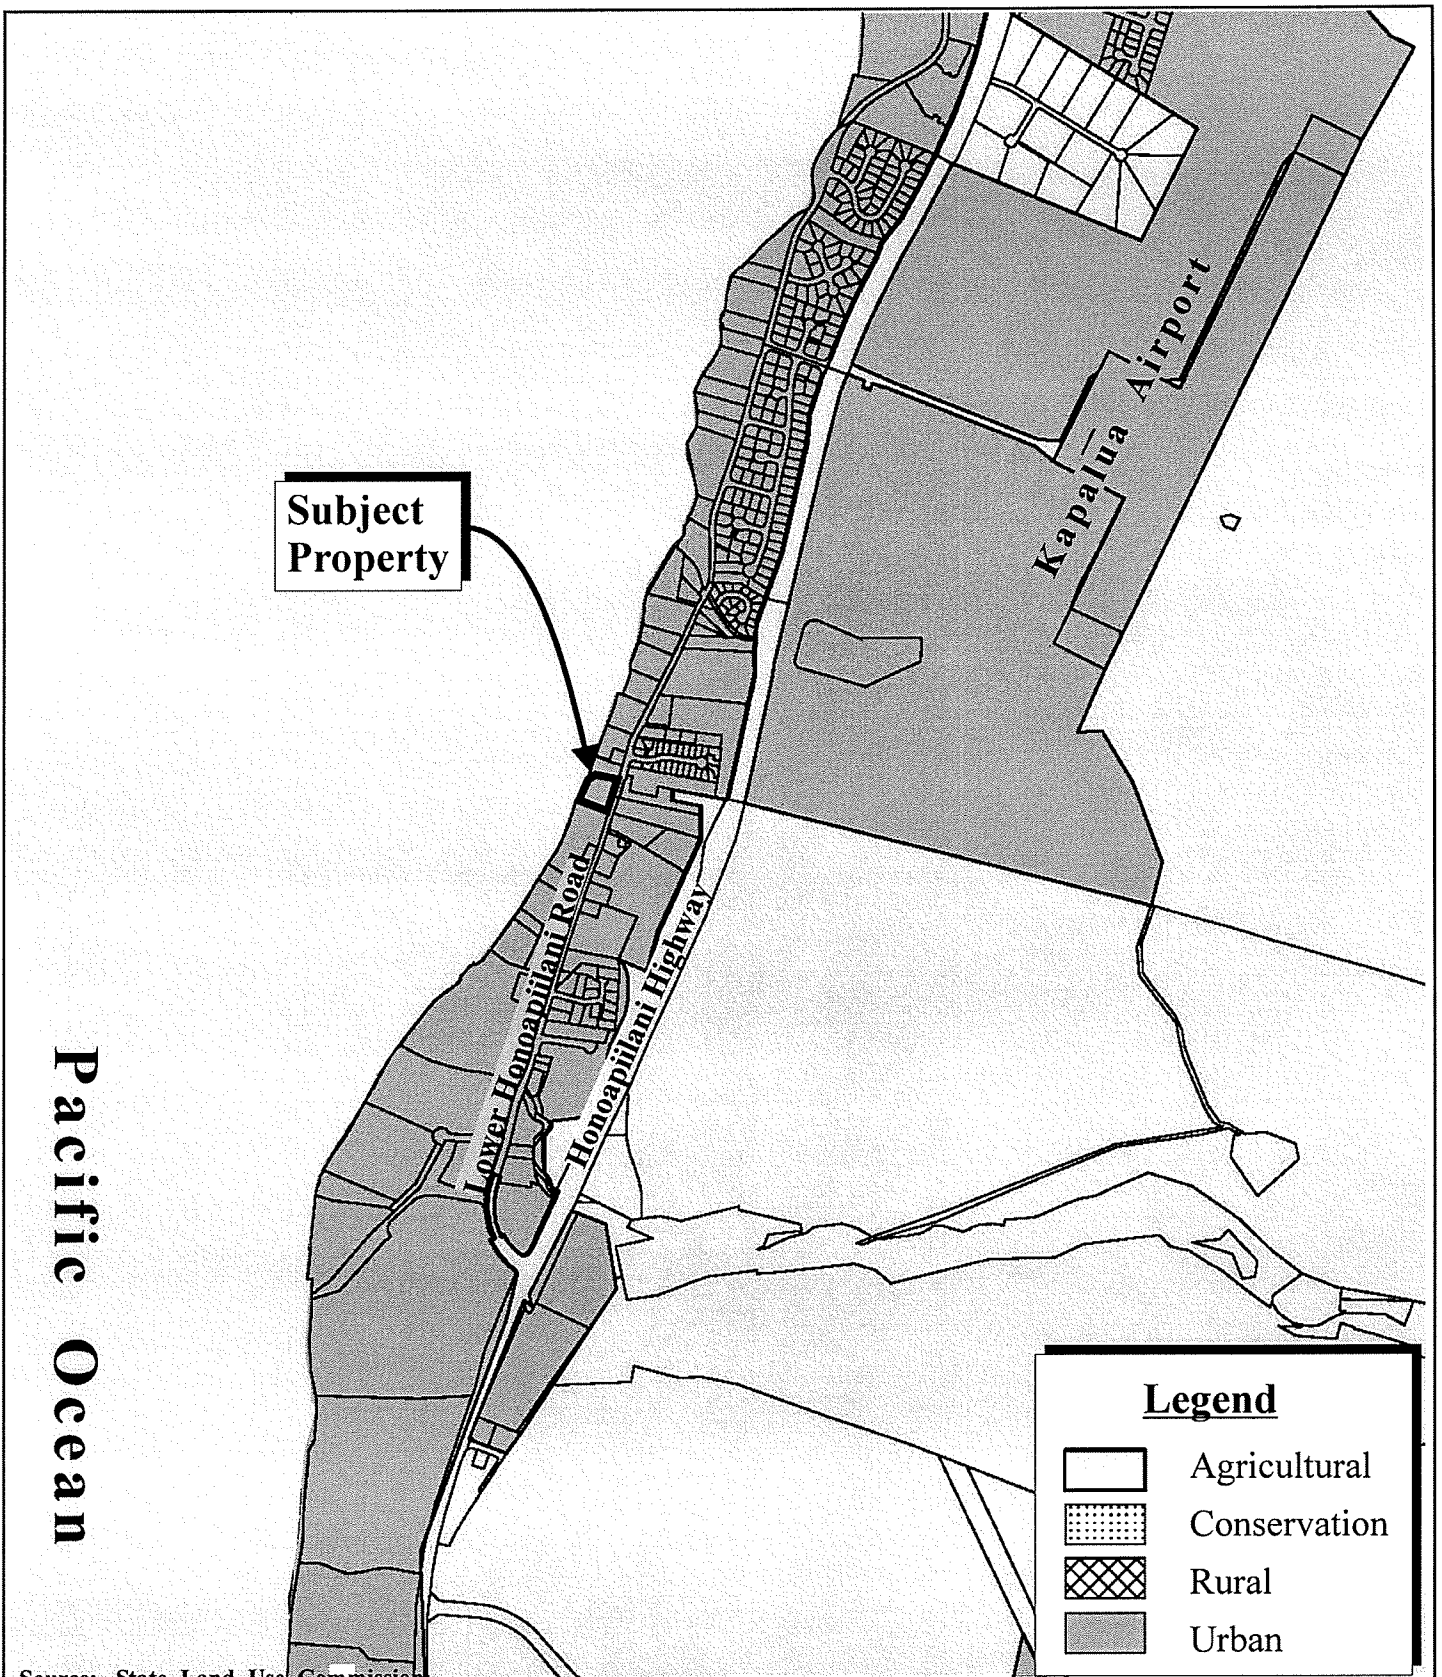 Kapalua Airport
Subject
Property
Lower Honoapiilani Road
Honoapiilani Highway
Pacific Ocean
Legend
Agricultural
Conservation
Rural
Urban
Source: State Land Use Commission